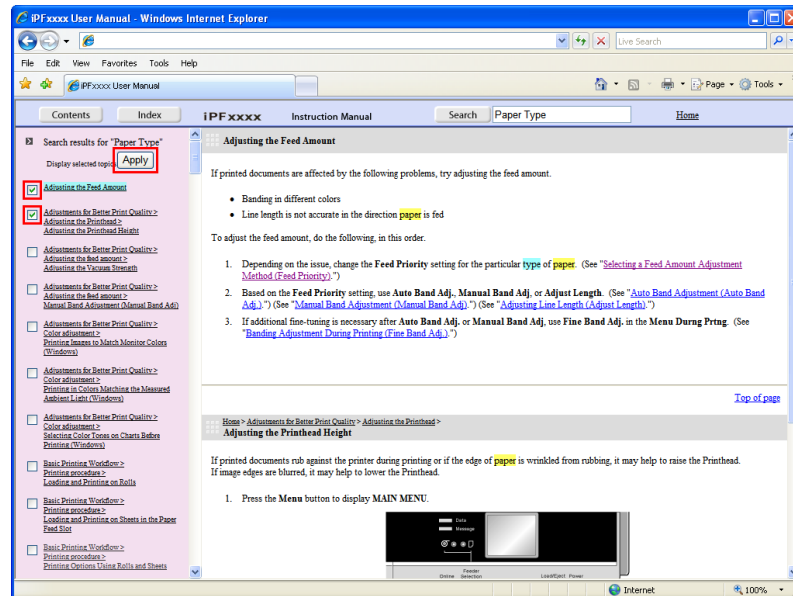 iPFxxxx User Manual - Windows Internet Explorer
Live Search
File Edit View Favorites Tools Help
iPFxxxx User Manual
Page Tools
Contents Index iPFxxxx Instruction Manual Search Paper Type Home
Search results for "Paper Type"
Display selected topics Apply
Adjusting the Feed Amount
Adjustments for Better Print Quality >
Adjusting the Printhead >
Adjusting the Printhead Height
Adjustments for Better Print Quality >
Adjusting the feed amount >
Adjusting the Vacuum Strength
Adjustments for Better Print Quality >
Adjusting the feed amount >
Manual Band Adjustment (Manual Band Adj)
Adjustments for Better Print Quality >
Color adjustment >
Printing Images to Match Monitor Colors
(Windows)
Adjustments for Better Print Quality >
Color adjustment >
Printing in Colors Matching the Measured
Ambient Light (Windows)
Adjustments for Better Print Quality >
Color adjustment >
Selecting Color Tones on Charts Before
Printing (Windows)
Basic Printing Workflow >
Printing procedure >
Loading and Printing on Rolls
Basic Printing Workflow >
Printing procedure >
Loading and Printing on Sheets in the Paper
Feed Slot
Basic Printing Workflow >
Printing procedure >
Printing Options Using Rolls and Sheets
Adjusting the Feed Amount
If printed documents are affected by the following problems, try adjusting the feed amount.
• Banding in different colors
• Line length is not accurate in the direction paper is fed
To adjust the feed amount, do the following, in this order.
1. Depending on the issue, change the Feed Priority setting for the particular type of paper. (See "Selecting a Feed Amount Adjustment
Method (Feed Priority).")
2. Based on the Feed Priority setting, use Auto Band Adj., Manual Band Adj, or Adjust Length. (See "Auto Band Adjustment (Auto Band
Adj.).") (See "Manual Band Adjustment (Manual Band Adj).") (See "Adjusting Line Length (Adjust Length).")
3. If additional fine-tuning is necessary after Auto Band Adj. or Manual Band Adj, use Fine Band Adj. in the Menu Durng Prtng. (See
"Banding Adjustment During Printing (Fine Band Adj.).")
Top of page
Home > Adjustments for Better Print Quality > Adjusting the Printhead >
Adjusting the Printhead Height
If printed documents rub against the printer during printing or if the edge of paper is wrinkled from rubbing, it may help to raise the Printhead.
If image edges are blurred, it may help to lower the Printhead.
1. Press the Menu button to display MAIN MENU.
Data
Message
Feeder
Online Selection Load/Eject Power
Internet 100%